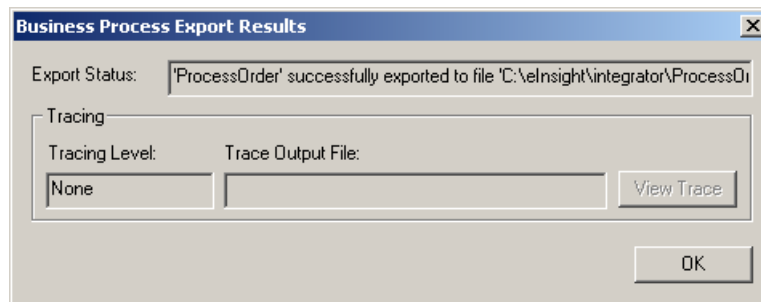 Business Process Export Results
Export Status: 'ProcessOrder' successfully exported to file 'C:\eInsight\integrator\ProcessOr
Tracing
Tracing Level: Trace Output File:
None View Trace
OK